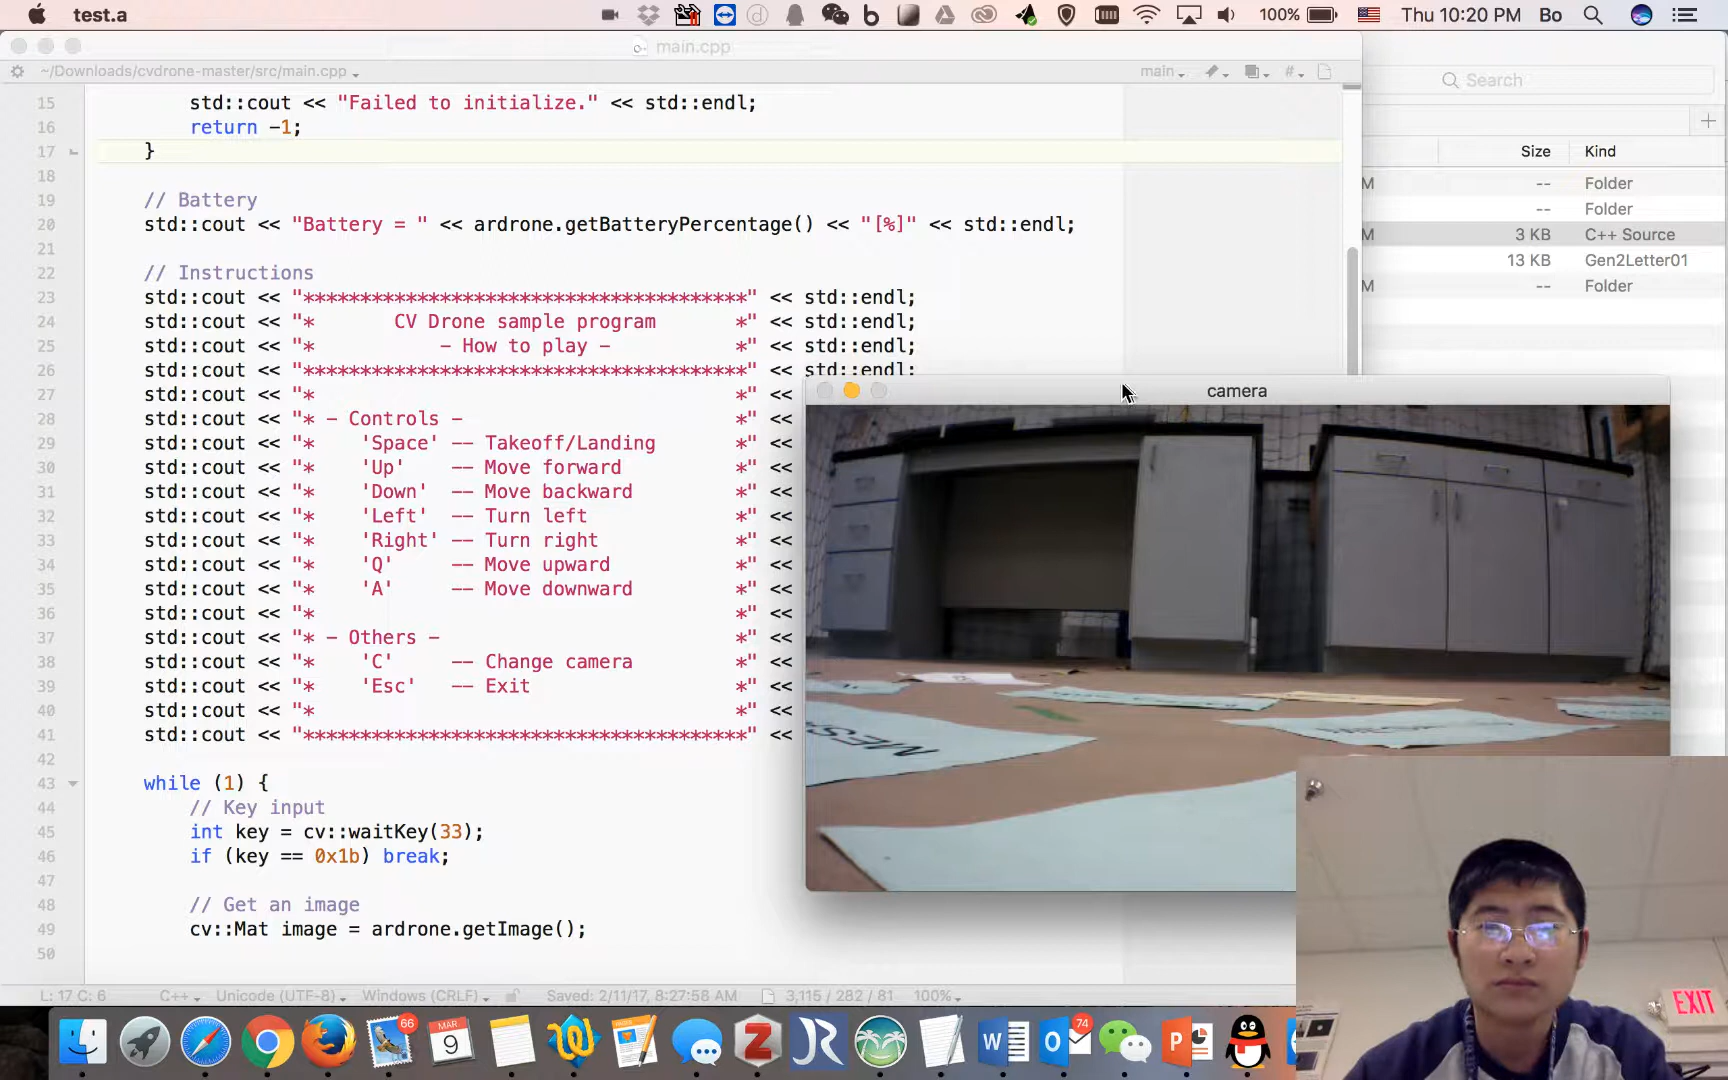 test.a
100%
Thu 10:20 PM
Bo
main.cpp
~/Downloads/cvdrone-master/src/main.cpp
main
#
Search
15 std::cout << "Failed to initialize." << std::endl;
16 return -1;
17 }
18
19 // Battery
20 std::cout << "Battery = " << ardrone.getBatteryPercentage() << "[%]" << std::endl;
21
22 // Instructions
23 std::cout << "***************************************" << std::endl;
24 std::cout << "* CV Drone sample program *" << std::endl;
25 std::cout << "* - How to play - *" << std::endl;
26 std::cout << "***************************************" << std::endl;
27 std::cout << "* *" <<
28 std::cout << "* - Controls - *" <<
29 std::cout << "* 'Space' -- Takeoff/Landing *" <<
30 std::cout << "* 'Up' -- Move forward *" <<
31 std::cout << "* 'Down' -- Move backward *" <<
32 std::cout << "* 'Left' -- Turn left *" <<
33 std::cout << "* 'Right' -- Turn right *" <<
34 std::cout << "* 'Q' -- Move upward *" <<
35 std::cout << "* 'A' -- Move downward *" <<
36 std::cout << "* *" <<
37 std::cout << "* - Others - *" <<
38 std::cout << "* 'C' -- Change camera *" <<
39 std::cout << "* 'Esc' -- Exit *" <<
40 std::cout << "* *" <<
41 std::cout << "***************************************" <<
42
43 while (1) {
44 // Key input
45 int key = cv::waitKey(33);
46 if (key == 0x1b) break;
47
48 // Get an image
49 cv::Mat image = ardrone.getImage();
50
Size Kind
M -- Folder
-- Folder
M 3 KB C++ Source
13 KB Gen2Letter01
M -- Folder
camera
MES
EXIT
L: 17 C: 6
C++
Unicode (UTF-8)
Windows (CRLF)
Saved: 2/11/17, 8:27:58 AM
3,115 / 282 / 81
100%
66
MAR
9
Z
JR
W
O
74
P